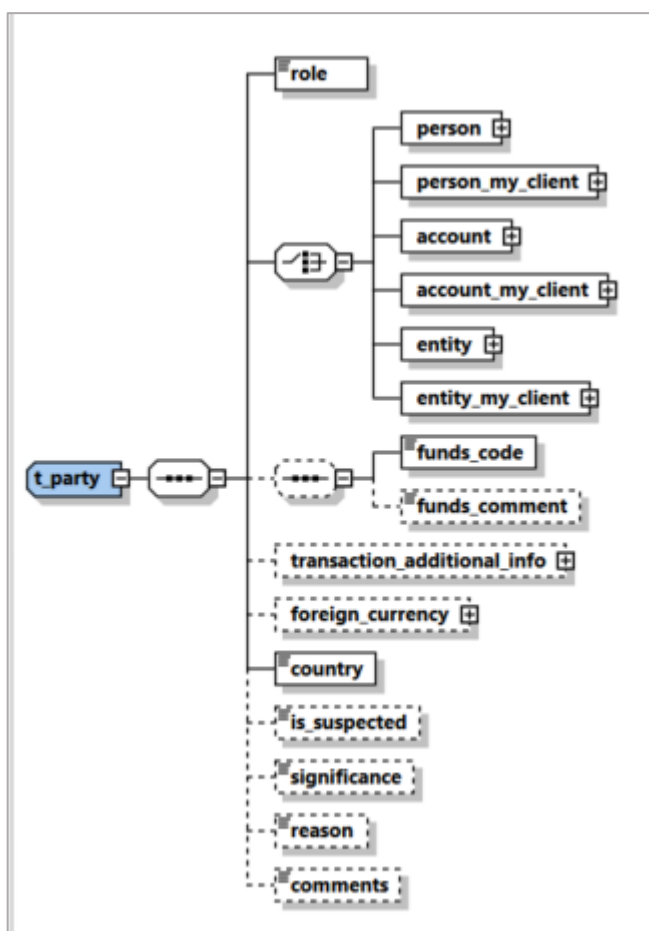 role
person
person_my_client
account
account_my_client
entity
entity_my_client
t_party
funds_code
funds_comment
transaction_additional_info
foreign_currency
country
is_suspected
significance
reason
comments